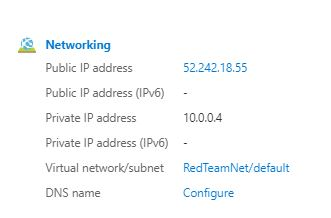 Networking
Public IP address 52.242.18.55
Public IP address (IPv6) -
Private IP address 10.0.0.4
Private IP address (IPv6) -
Virtual network/subnet RedTeamNet/default
DNS name Configure